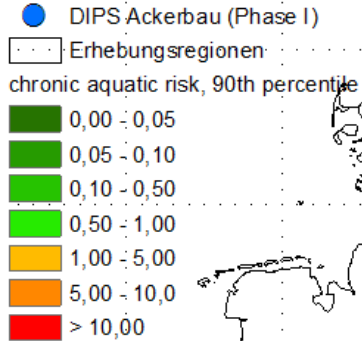 DIPS Ackerbau (Phase I)
Erhebungsregionen
chronic aquatic risk, 90th percentile
0,00 - 0,05
0,05 - 0,10
0,10 - 0,50
0,50 - 1,00
1,00 - 5,00
5,00 - 10,0
> 10,00